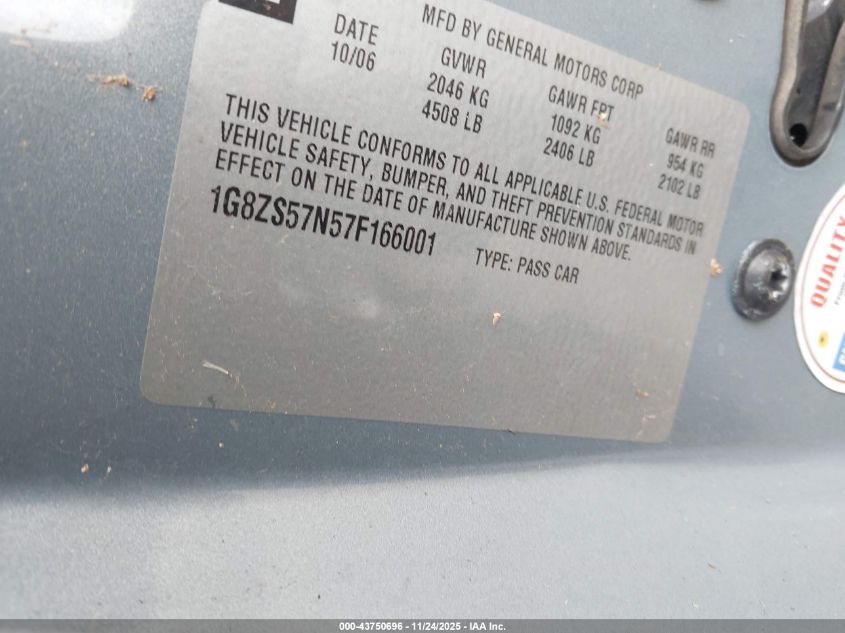 MFD BY GENERAL MOTORS CORP
DATE GVWR GAWR FRT GAWR RR
10/06 2046 KG 1092 KG 954 KG
4508 LB 2406 LB 2102 LB
THIS VEHICLE CONFORMS TO ALL APPLICABLE U.S. FEDERAL MOTOR
VEHICLE SAFETY, BUMPER, AND THEFT PREVENTION STANDARDS IN
EFFECT ON THE DATE OF MANUFACTURE SHOWN ABOVE.
1G8ZS57N57F166001 TYPE: PASS CAR
QUALITY
000-43750696 - 11/24/2025 - IAA Inc.